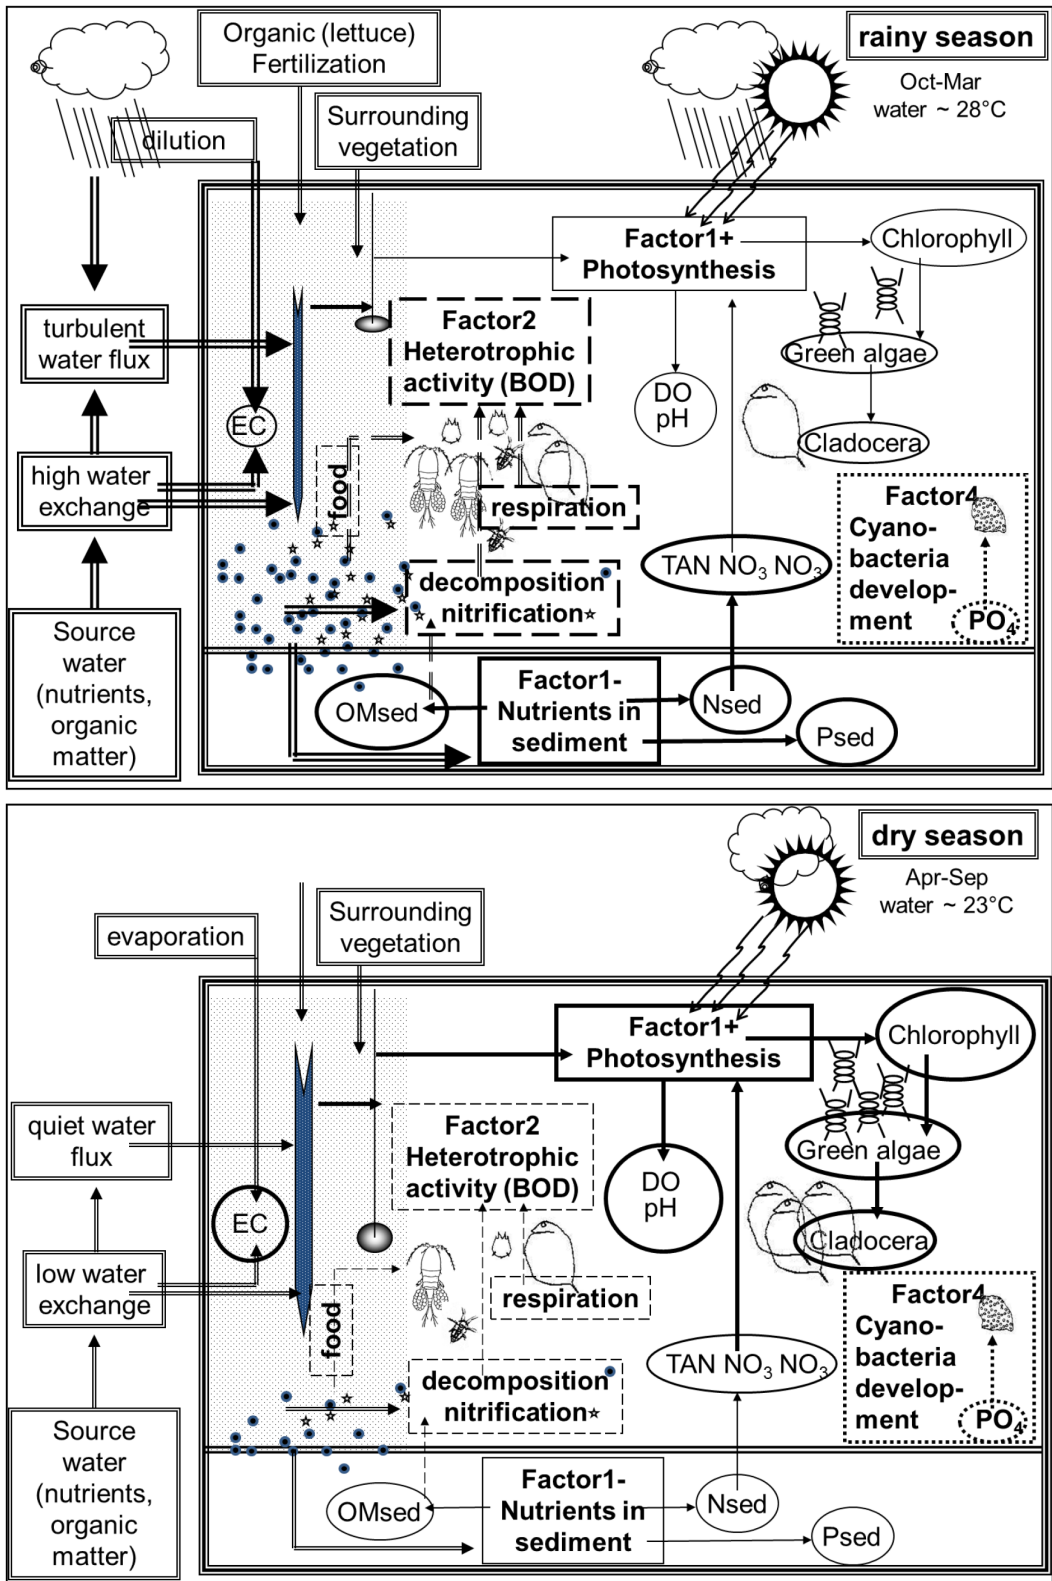 Organic (lettuce)
Fertilization
rainy season
Oct-Mar
water ~ 28°C
dilution
Surrounding
vegetation
Factor1+
Photosynthesis
Chlorophyll
turbulent
water flux
Factor2
Heterotrophic
activity (BOD)
Green algae
DO
pH
EC
Cladocera
high water
exchange
food
respiration
Factor4
Cyano-
bacteria
develop-
ment
PO4
TAN NO3 NO3
decomposition
nitrification
Source
water
(nutrients,
organic
matter)
OMsed
Factor1-
Nutrients in
sediment
Nsed
Psed
dry season
Apr-Sep
water ~ 23°C
evaporation
Surrounding
vegetation
Factor1+
Photosynthesis
Chlorophyll
quiet water
flux
Factor2
Heterotrophic
activity (BOD)
Green algae
DO
pH
EC
Cladocera
low water
exchange
food
respiration
Factor4
Cyano-
bacteria
develop-
ment
PO4
TAN NO3 NO3
decomposition
nitrification
Source
water
(nutrients,
organic
matter)
OMsed
Factor1-
Nutrients in
sediment
Nsed
Psed